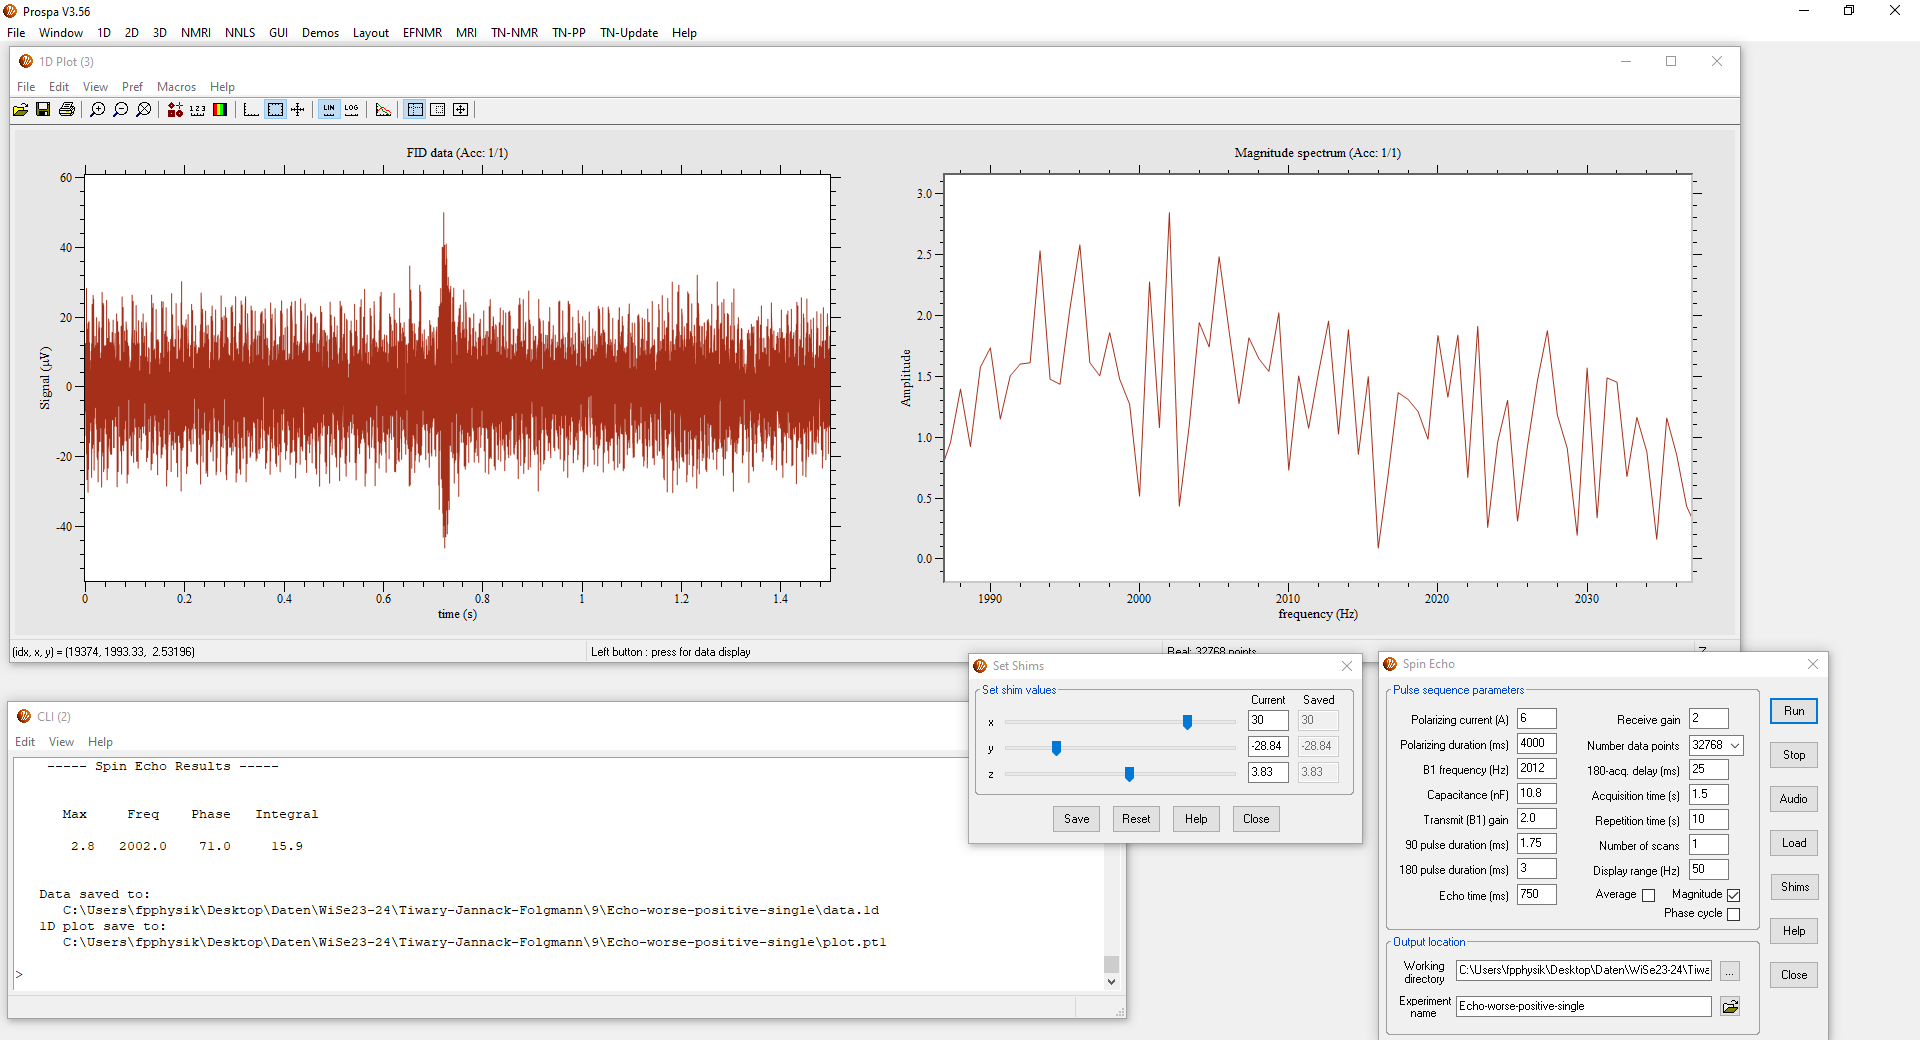 Prospa V3.56
File Window 1D 2D 3D NMRI NNLS GUI Demos Layout EFNMR MRI TN-NMR TN-PP TN-Update Help
1D Plot (3)
File Edit View Pref Macros Help
1 2 3 LIN LOG
FID data (Acc: 1/1)
60
40
20
0
-20
-40
Signal (µV)
0 0.2 0.4 0.6 0.8 1 1.2 1.4
time (s)
Magnitude spectrum (Acc: 1/1)
3.0
2.5
2.0
1.5
1.0
0.5
0.0
Amplitude
1990 2000 2010 2020 2030
frequency (Hz)
(idx, x, y) = (19374, 1993.33, 2.53196)
Left button : press for data display
Real: 32768 points
CLI (2)
Edit View Help
----- Spin Echo Results -----
Max Freq Phase Integral
2.8 2002.0 71.0 15.9
Data saved to:
C:\Users\fpphysik\Desktop\Daten\WiSe23-24\Tiwary-Jannack-Folgmann\9\Echo-worse-positive-single\data.1d
1D plot save to:
C:\Users\fpphysik\Desktop\Daten\WiSe23-24\Tiwary-Jannack-Folgmann\9\Echo-worse-positive-single\plot.pt1
>
Set Shims
Set shim values
Current Saved
x 30 30
y -28.84 -28.84
z 3.83 3.83
Save Reset Help Close
Spin Echo
Pulse sequence parameters
Polarizing current (A) 6
Polarizing duration (ms) 4000
B1 frequency (Hz) 2012
Capacitance (nF) 10.8
Transmit (B1) gain 2.0
90 pulse duration (ms) 1.75
180 pulse duration (ms) 3
Echo time (ms) 750
Receive gain 2
Number data points 32768
180-acq. delay (ms) 25
Acquisition time (s) 1.5
Repetition time (s) 10
Number of scans 1
Display range (Hz) 50
Average Magnitude
Phase cycle
Run
Stop
Audio
Load
Shims
Help
Close
Output location
Working directory C:\Users\fpphysik\Desktop\Daten\WiSe23-24\Tiwa ...
Experiment name Echo-worse-positive-single